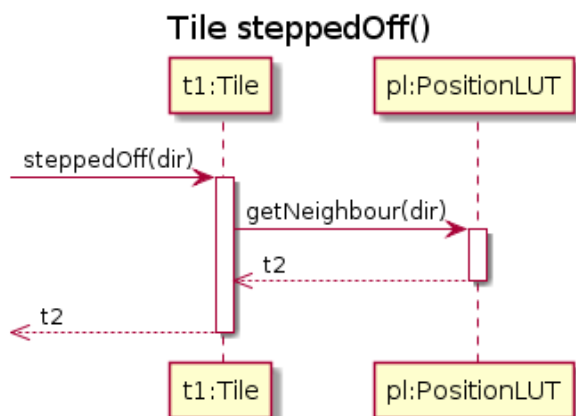 Tile steppedOff()
t1:Tile
pl:PositionLUT
steppedOff(dir)
getNeighbour(dir)
t2
t2
t1:Tile
pl:PositionLUT